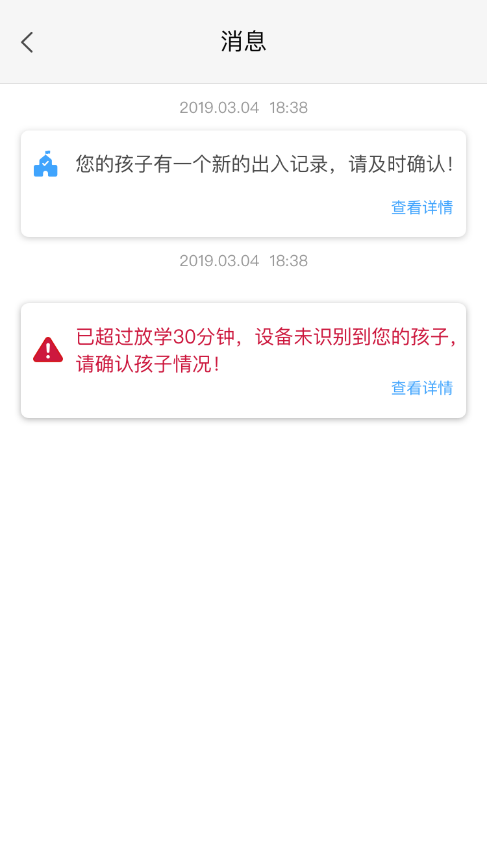 消息
2019.03.04 18:38
您的孩子有一个新的出入记录，请及时确认！
查看详情
2019.03.04 18:38
已超过放学30分钟，设备未识别到您的孩子，
请确认孩子情况！
查看详情